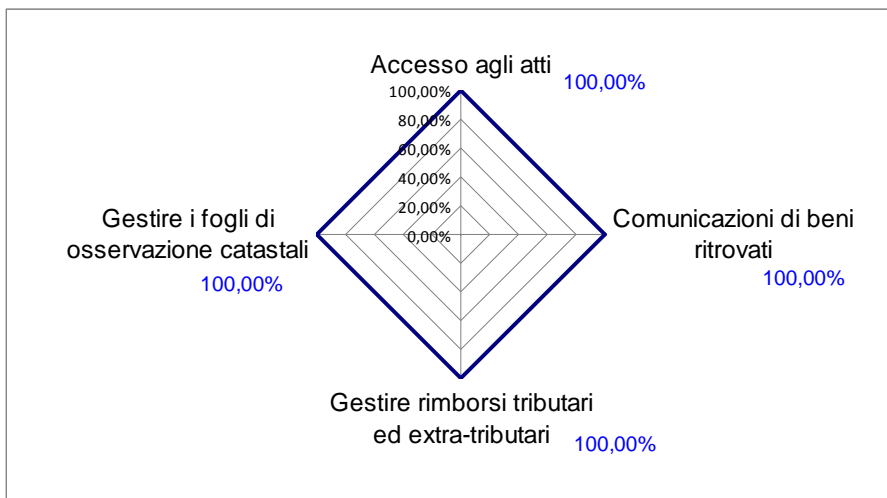 Accesso agli atti
100,00%
100,00%
80,00%
60,00%
40,00%
20,00%
0,00%
Gestire i fogli di
osservazione catastali
100,00%
Comunicazioni di beni
ritrovati
100,00%
Gestire rimborsi tributari
ed extra-tributari
100,00%